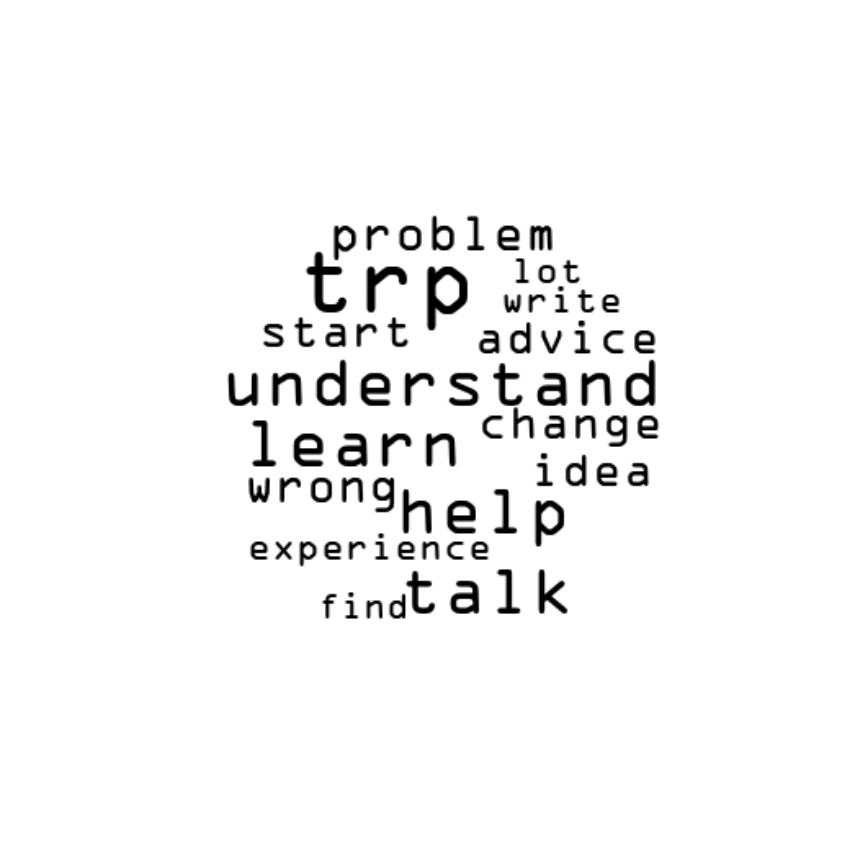 problem
trp lot
write
start advice
understand
change
learn
idea
wrong
help
experience
find talk